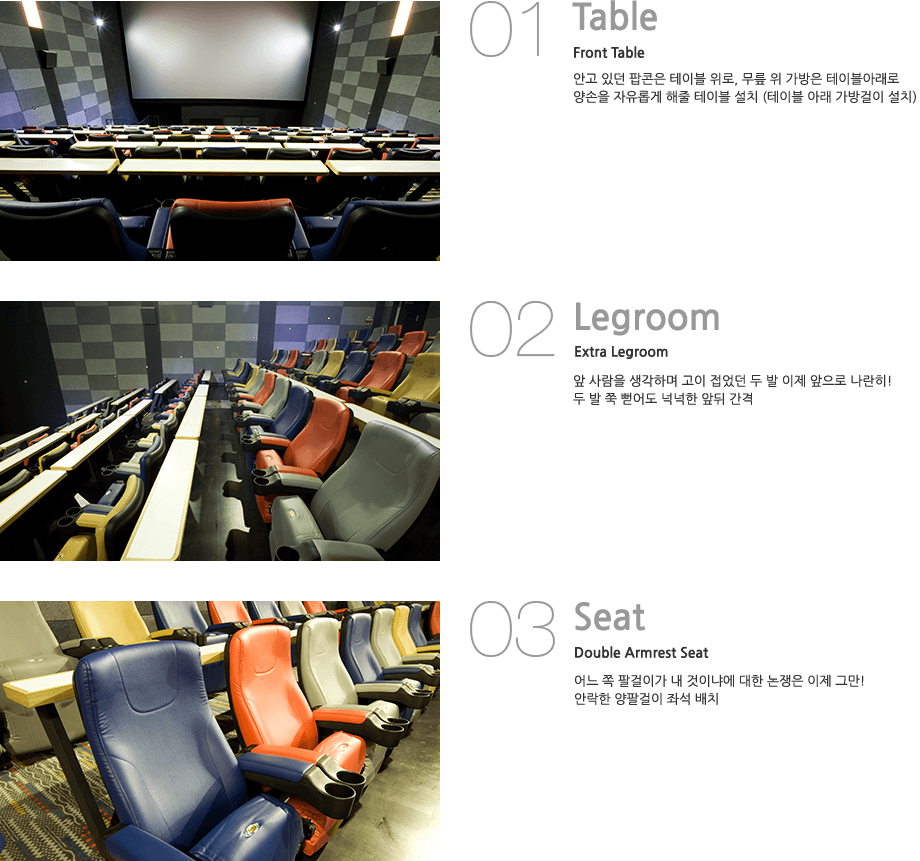 01
Table
Front Table
안고 있던 팝콘은 테이블 위로, 무릎 위 가방은 테이블아래로
양손을 자유롭게 해줄 테이블 설치 (테이블 아래 가방걸이 설치)
02
Legroom
Extra Legroom
앞 사람을 생각하며 고이 접었던 두 발 이제 앞으로 나란히!
두 발 쭉 뻗어도 넉넉한 앞뒤 간격
03
Seat
Double Armrest Seat
어느 쪽 팔걸이가 내 것이냐에 대한 논쟁은 이제 그만!
안락한 양팔걸이 좌석 배치